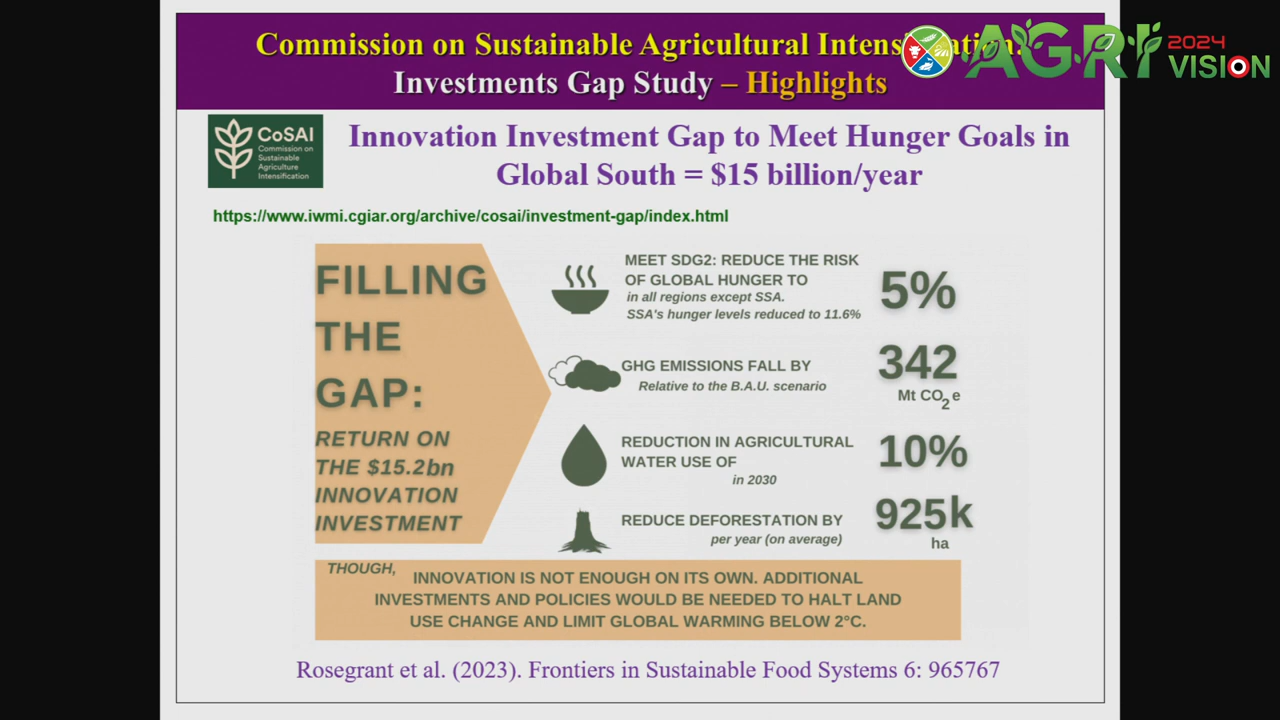 Commission on Sustainable Agricultural
Investments Gap Study – Highlights
AGRI 2024 VISION
CoSAI
Commission on
Sustainable
Agriculture
Intensification
Innovation Investment Gap to Meet Hunger Goals in
Global South = $15 billion/year
https://www.iwmi.cgiar.org/archive/cosai/investment-gap/index.html
FILLING
THE
GAP:
RETURN ON
THE $15.2bn
INNOVATION
INVESTMENT
MEET SDG2: REDUCE THE RISK
OF GLOBAL HUNGER TO
in all regions except SSA.
SSA's hunger levels reduced to 11.6%
5%
GHG EMISSIONS FALL BY
Relative to the B.A.U. scenario
342
Mt CO2e
REDUCTION IN AGRICULTURAL
WATER USE OF
in 2030
10%
REDUCE DEFORESTATION BY
per year (on average)
925k
ha
THOUGH, INNOVATION IS NOT ENOUGH ON ITS OWN. ADDITIONAL
INVESTMENTS AND POLICIES WOULD BE NEEDED TO HALT LAND
USE CHANGE AND LIMIT GLOBAL WARMING BELOW 2°C.
Rosegrant et al. (2023). Frontiers in Sustainable Food Systems 6: 965767